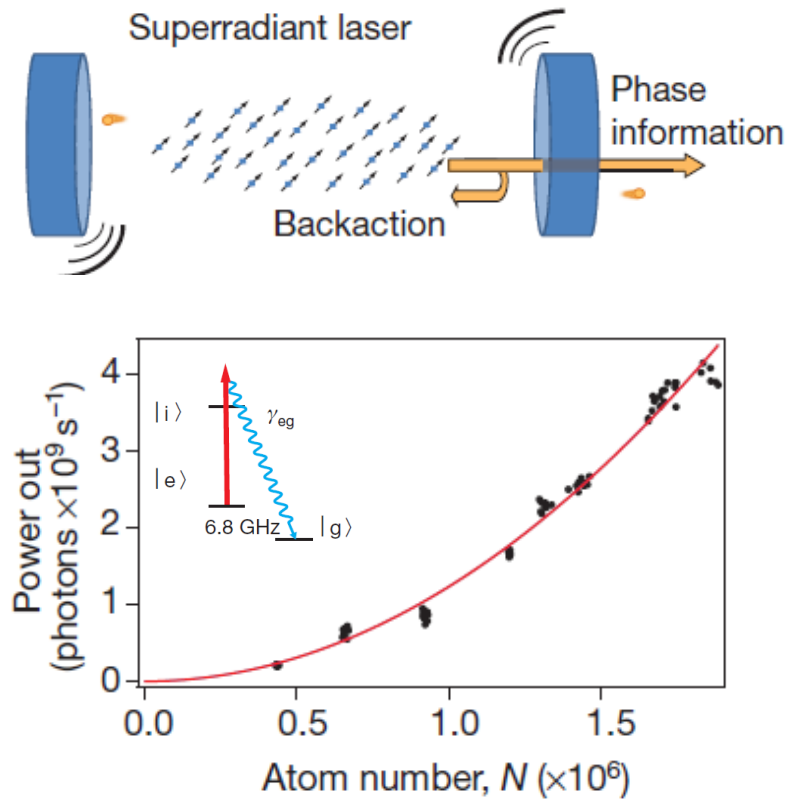 Superradiant laser
Phase
information
Backaction
Power out
(photons ×10⁹ s⁻¹)
4
3
2
1
0
|i⟩
γeg
|e⟩
6.8 GHz
|g⟩
0.0 0.5 1.0 1.5
Atom number, N (×10⁶)